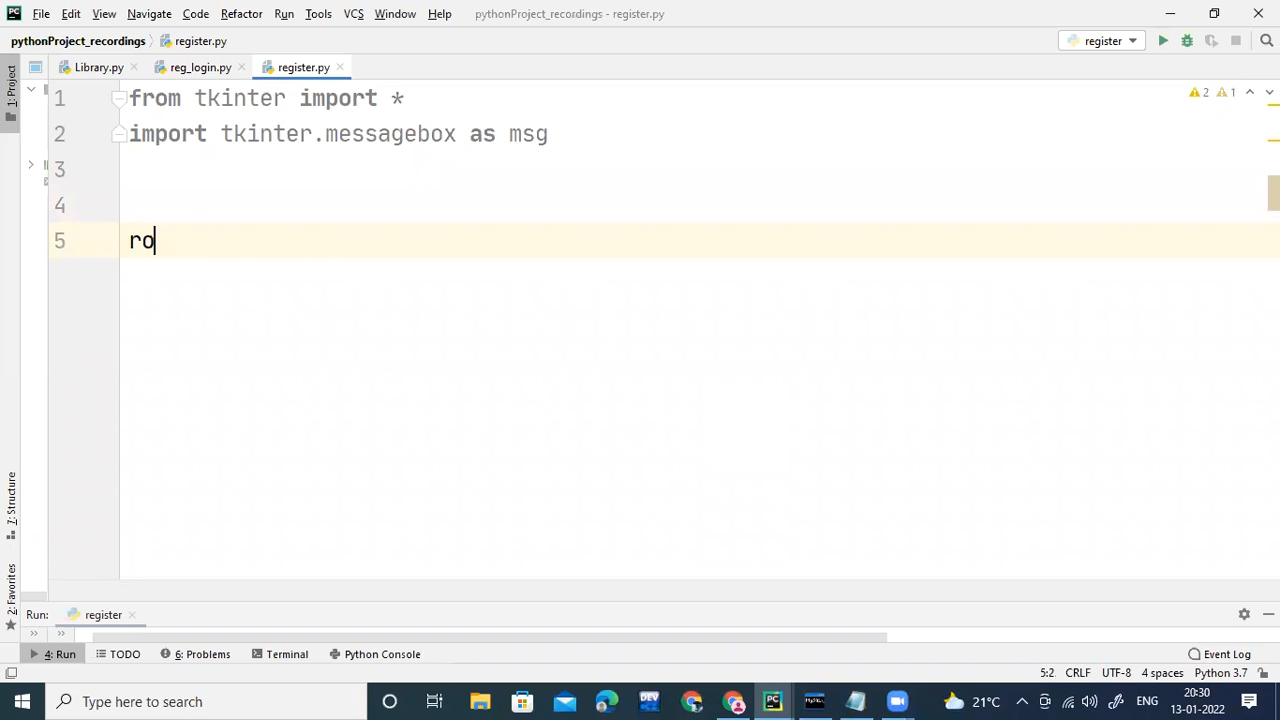 File Edit View Navigate Code Refactor Run Tools VCS Window Help pythonProject_recordings - register.py
pythonProject_recordings register.py register
Library.py reg_login.py register.py
1: Project
1 from tkinter import * 2 1
2 import tkinter.messagebox as msg
3
4
5 ro
7: Structure
2: Favorites
Run: register
4: Run TODO 6: Problems Terminal Python Console Event Log
5:2 CRLF UTF-8 4 spaces Python 3.7
Type here to search DEV 21°C ENG 20:30
13-01-2022